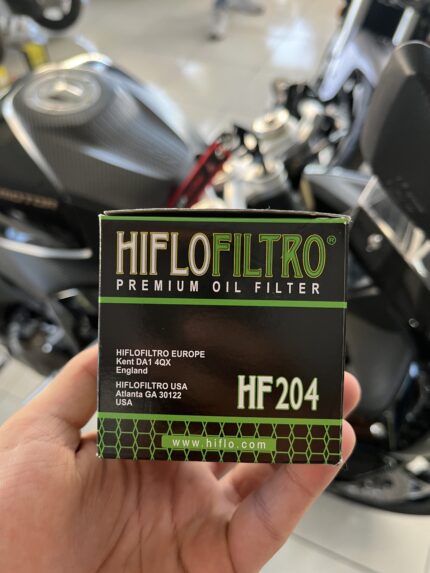 HIFLOFILTRO®
PREMIUM OIL FILTER
HIFLOFILTRO EUROPE
Kent DA1 4QX
England
HIFLOFILTRO USA
Atlanta GA 30122
USA
HF204
www.hiflo.com